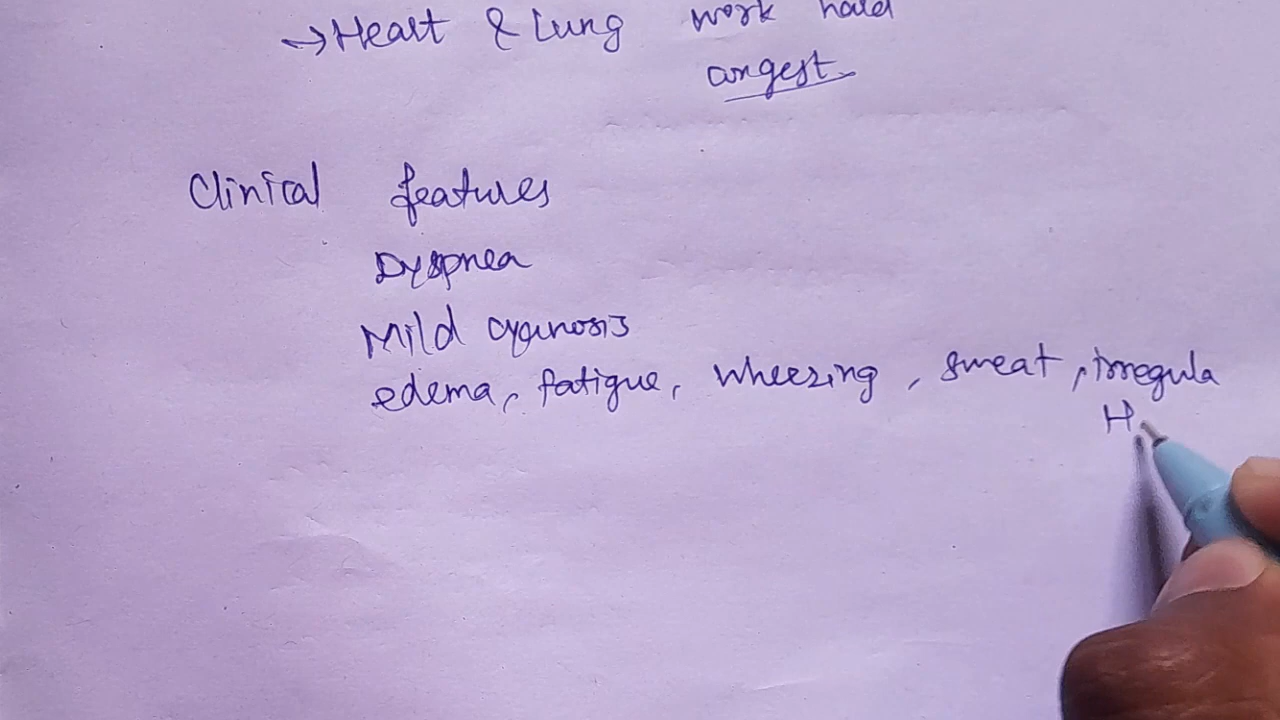 →Heart & Lung work hard
congest
Clinical features
Dyspnea
Mild cyanosis
edema, fatigue, wheezing, sweat, irregula
H